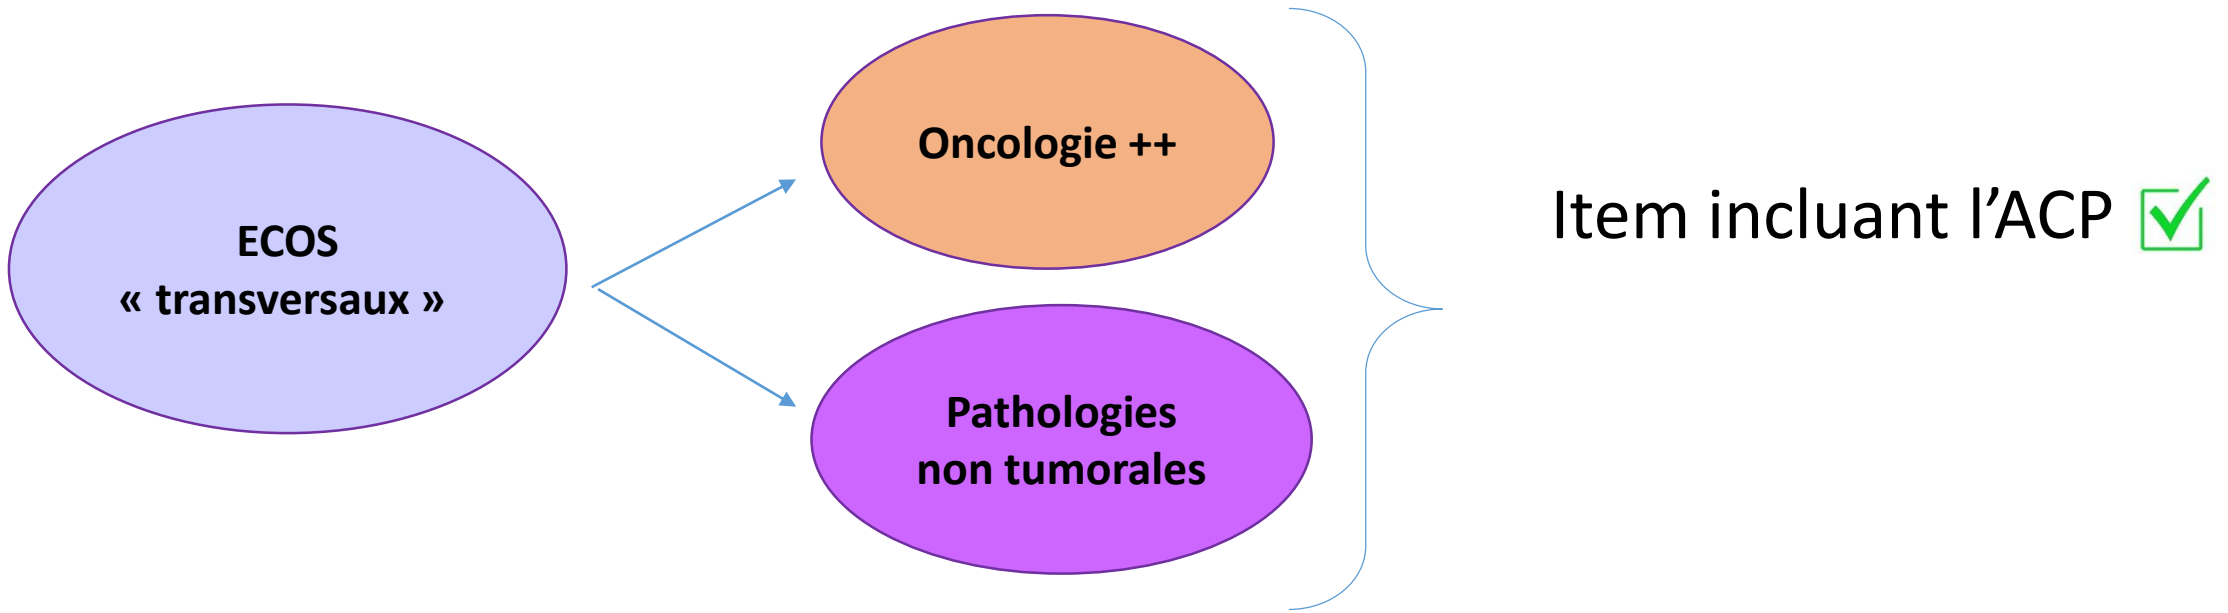 ECOS
« transversaux »
Oncologie ++
Pathologies
non tumorales
Item incluant l’ACP